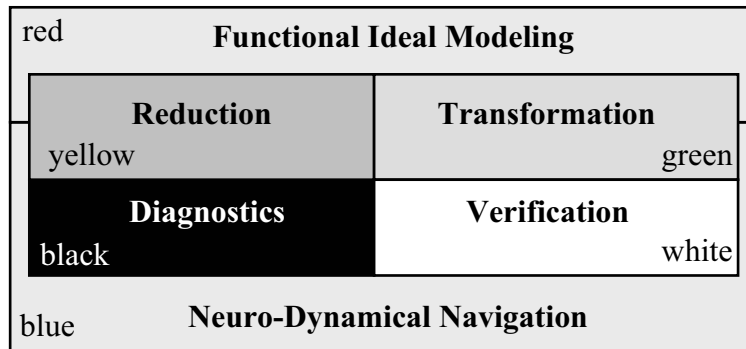 red
Functional Ideal Modeling
Reduction
Transformation
yellow
green
Diagnostics
Verification
black
white
Neuro-Dynamical Navigation
blue